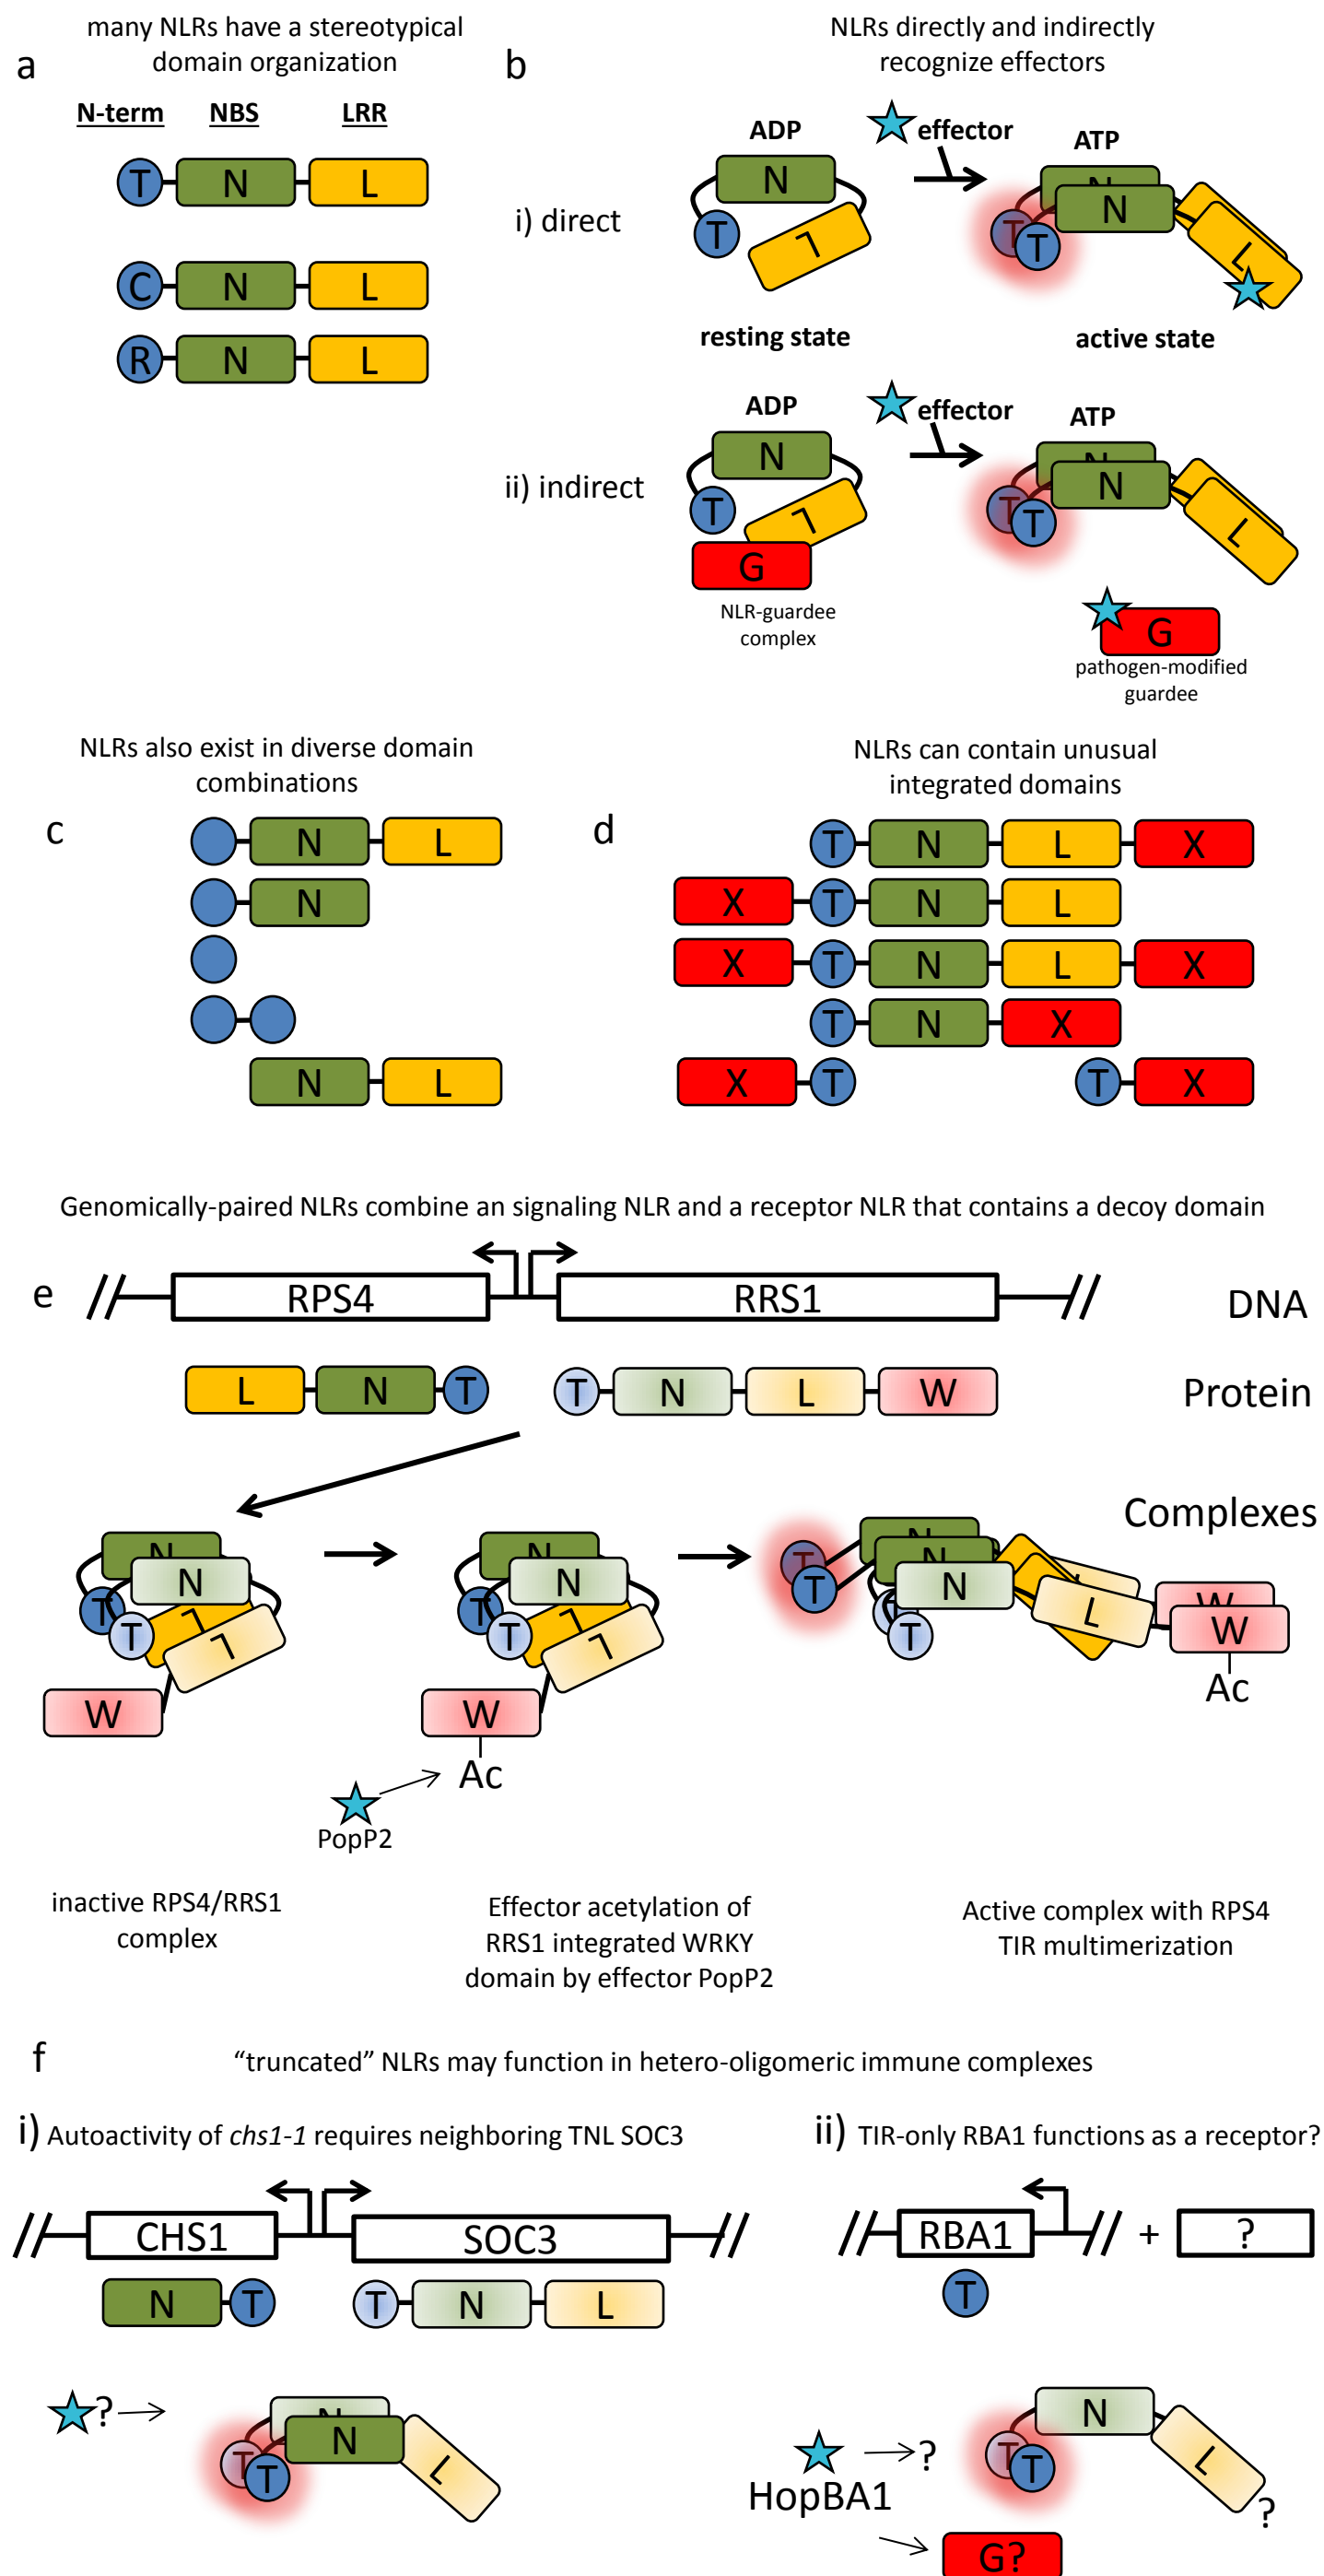 many NLRs have a stereotypical
domain organization
a
N-term NBS LRR
T N L
C N L
R N L
NLRs directly and indirectly
recognize effectors
b
i) direct
ADP
N
T
L
effector
ATP
N
N
T
T
L
resting state
active state
ii) indirect
ADP
N
T
L
G
NLR-guardee
complex
effector
ATP
N
N
T
T
L
G
pathogen-modified
guardee
NLRs also exist in diverse domain
combinations
c
N L
N
N L
NLRs can contain unusual
integrated domains
d
T N L X
X T N L
X T N L X
T N X
X T T X
Genomically-paired NLRs combine an signaling NLR and a receptor NLR that contains a decoy domain
e
RPS4 RRS1 DNA
L N T T N L W Protein
Complexes
N
N
T
T
L
L
W
N
N
T
T
L
L
W
Ac
PopP2
N
N
N
T
T
T
T
L
L
W
W
Ac
inactive RPS4/RRS1
complex
Effector acetylation of
RRS1 integrated WRKY
domain by effector PopP2
Active complex with RPS4
TIR multimerization
f
“truncated” NLRs may function in hetero-oligomeric immune complexes
i) Autoactivity of chs1-1 requires neighboring TNL SOC3
CHS1 SOC3
N T T N L
?
N
N
T
T
L
ii) TIR-only RBA1 functions as a receptor?
RBA1 + ?
T
HopBA1
?
N
T
T
L
?
G?